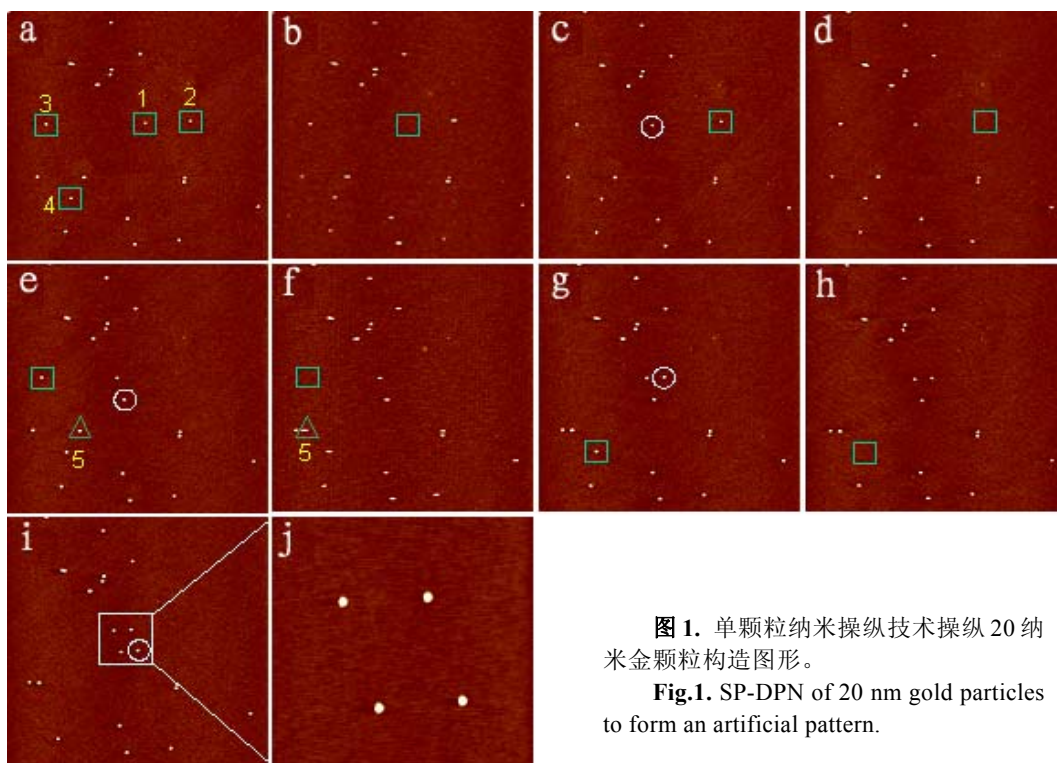 a
b
c
d
3
1
2
4
e
f
g
h
5
5
i
j
图 1. 单颗粒纳米操纵技术操纵 20 纳
米金颗粒构造图形。
Fig.1. SP-DPN of 20 nm gold particles
to form an artificial pattern.